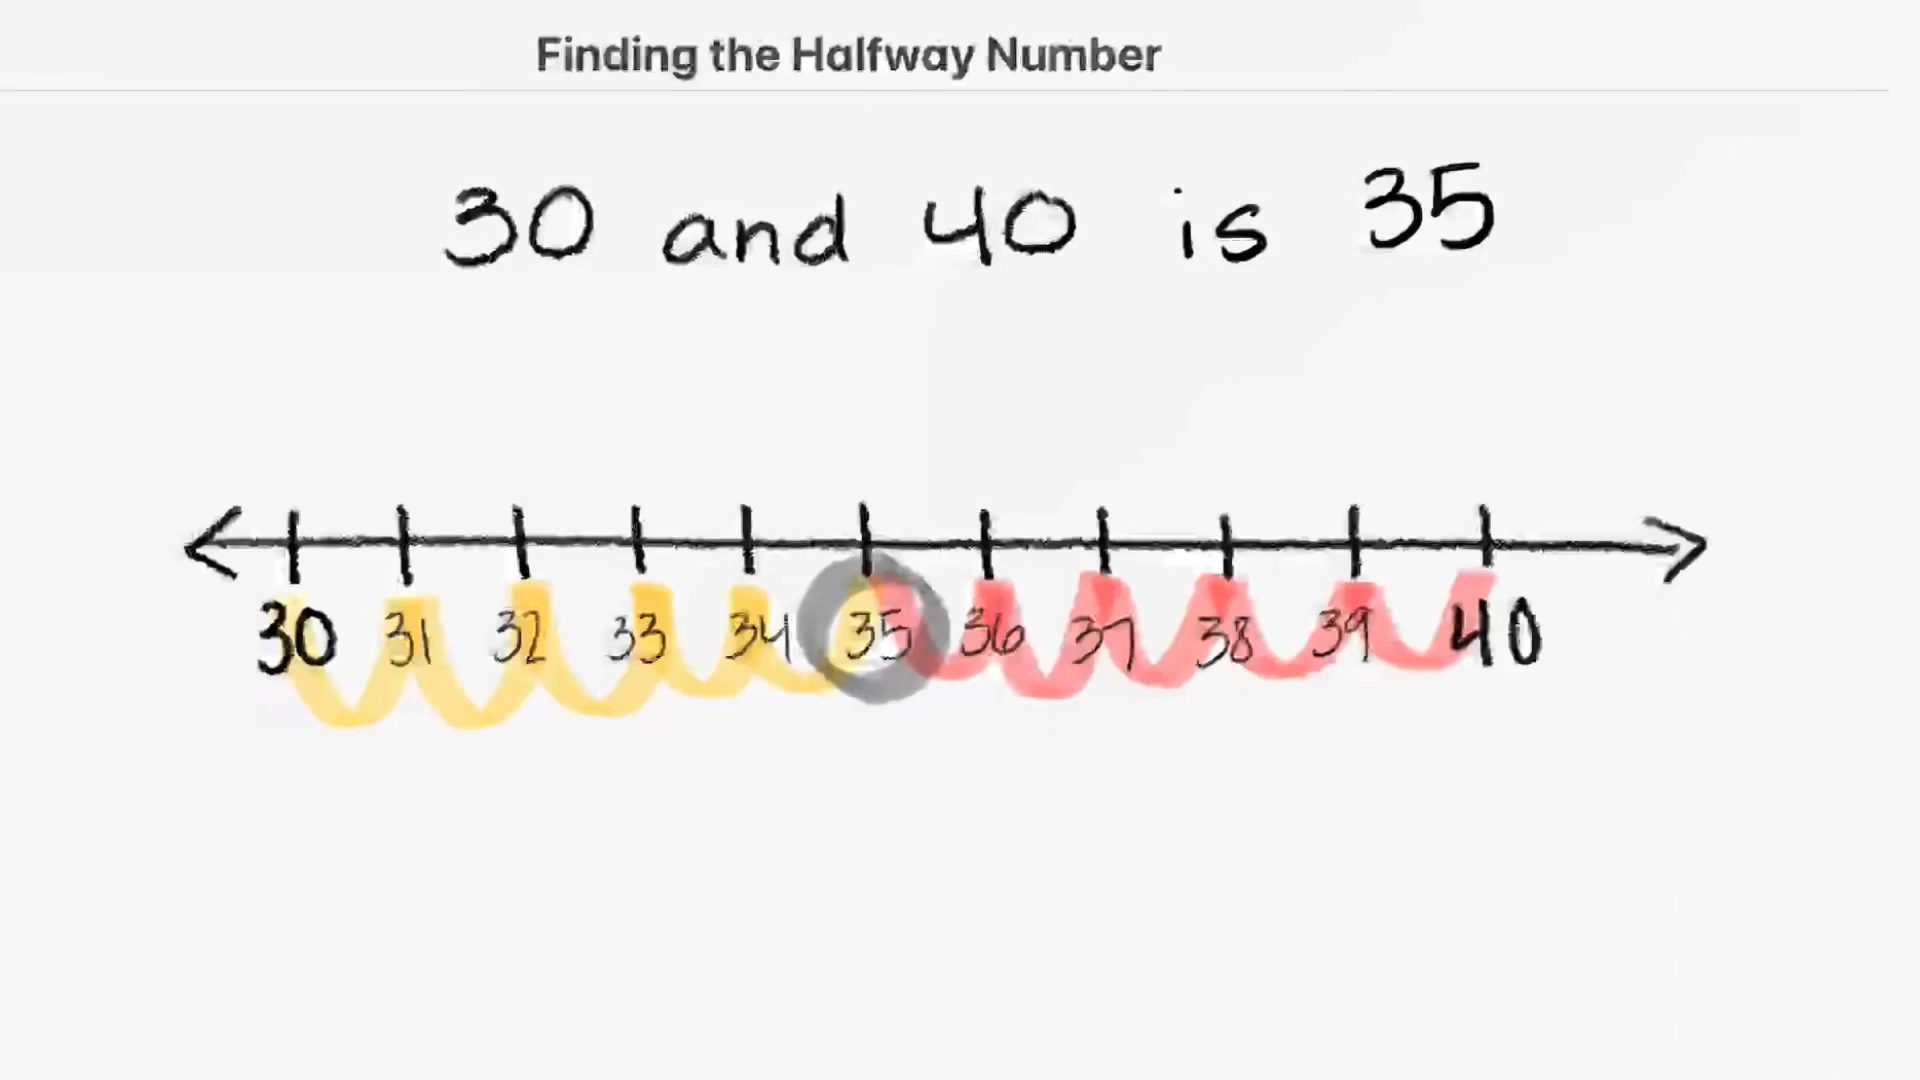 Finding the Halfway Number
30 and 40 is 35
30 31 32 33 34 35 36 37 38 39 40